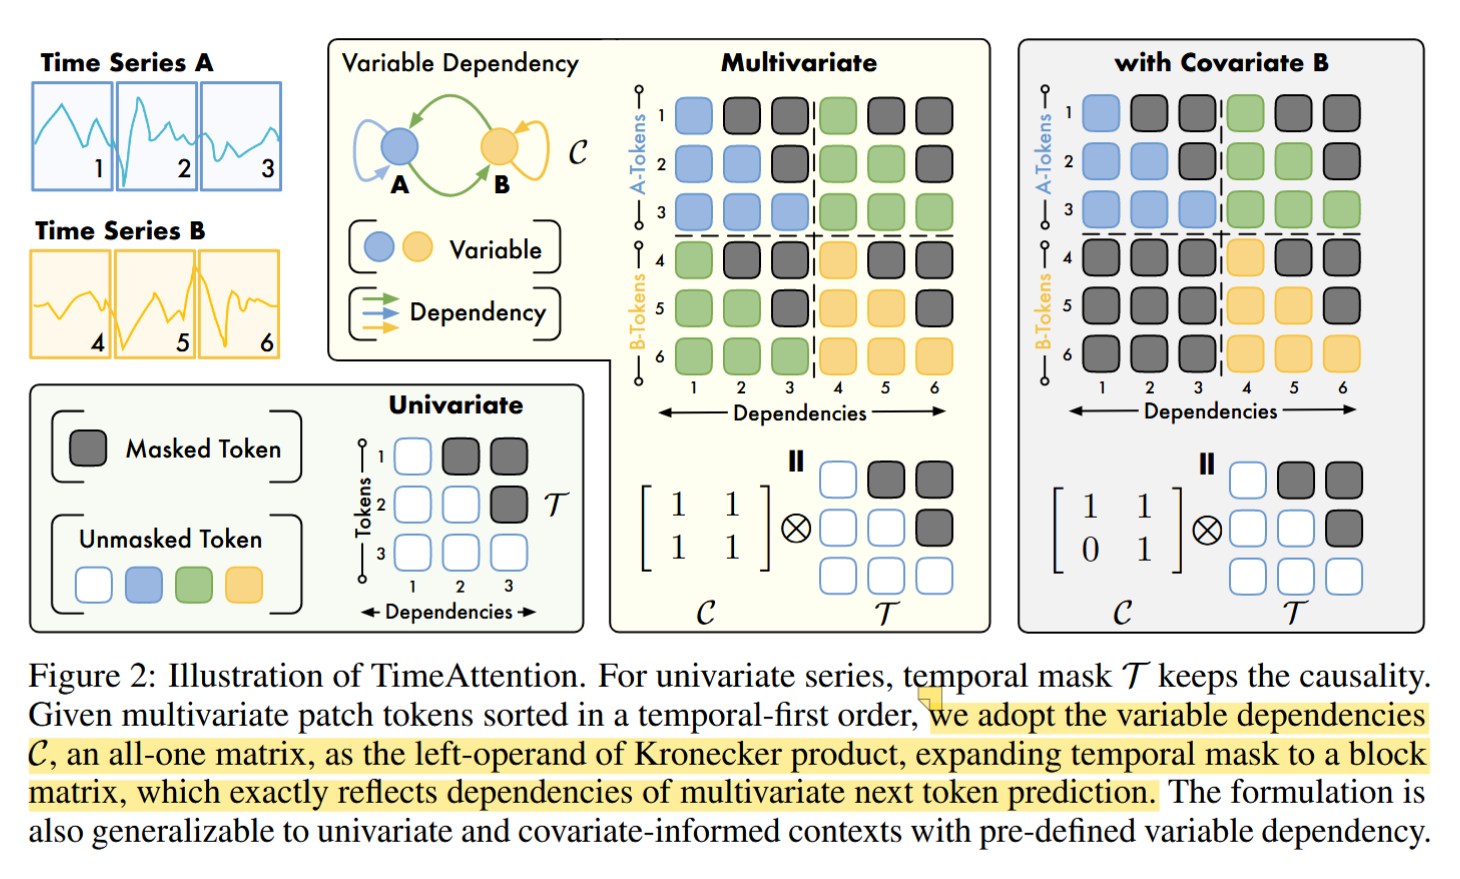 Time Series A
1 2 3
Time Series B
4 5 6
Variable Dependency
A B C
Variable
Dependency
Masked Token
Unmasked Token
Univariate
Tokens
1
2
3
T
1 2 3
Dependencies
Multivariate
A-Tokens
B-Tokens
1
2
3
4
5
6
1 2 3 4 5 6
Dependencies
=
1 1
1 1
⊗
C T
with Covariate B
A-Tokens
B-Tokens
1
2
3
4
5
6
1 2 3 4 5 6
Dependencies
=
1 1
0 1
⊗
C T
Figure 2: Illustration of TimeAttention. For univariate series, temporal mask T keeps the causality.
Given multivariate patch tokens sorted in a temporal-first order, we adopt the variable dependencies
C, an all-one matrix, as the left-operand of Kronecker product, expanding temporal mask to a block
matrix, which exactly reflects dependencies of multivariate next token prediction. The formulation is
also generalizable to univariate and covariate-informed contexts with pre-defined variable dependency.